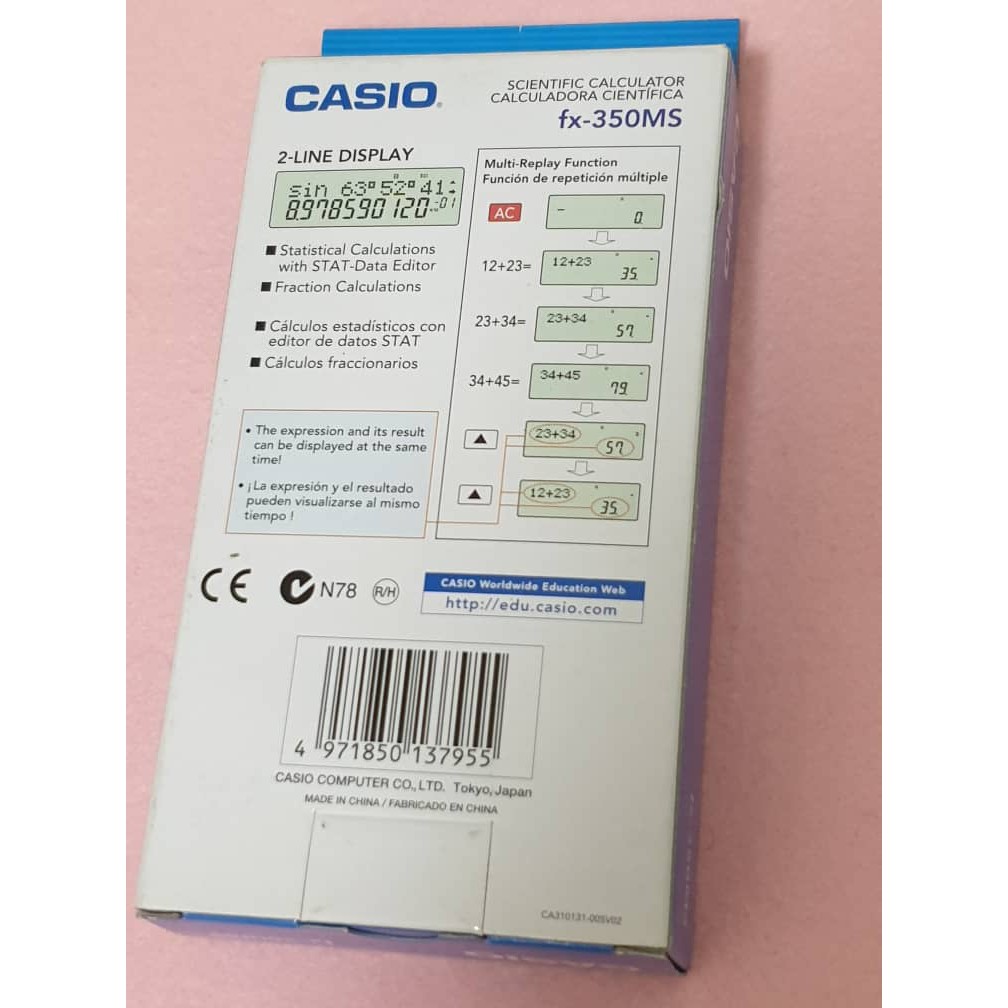 CASIO®
SCIENTIFIC CALCULATOR
CALCULADORA CIENTÍFICA
fx-350MS
2-LINE DISPLAY
sin 63°52°41
8.978590120-01
■ Statistical Calculations
with STAT-Data Editor
■ Fraction Calculations
■ Cálculos estadísticos con
editor de datos STAT
■ Cálculos fraccionarios
• The expression and its result
can be displayed at the same
time!
• ¡La expresión y el resultado
pueden visualizarse al mismo
tiempo !
Multi-Replay Function
Función de repetición múltiple
AC
0.
12+23=
12+23
35.
23+34=
23+34
57.
34+45=
34+45
79.
▲
23+34
57.
▲
12+23
35.
CE
N78
R/H
CASIO Worldwide Education Web
http://edu.casio.com
4 971850 137955
CASIO COMPUTER CO., LTD. Tokyo, Japan
MADE IN CHINA / FABRICADO EN CHINA
CA310131-00SV02